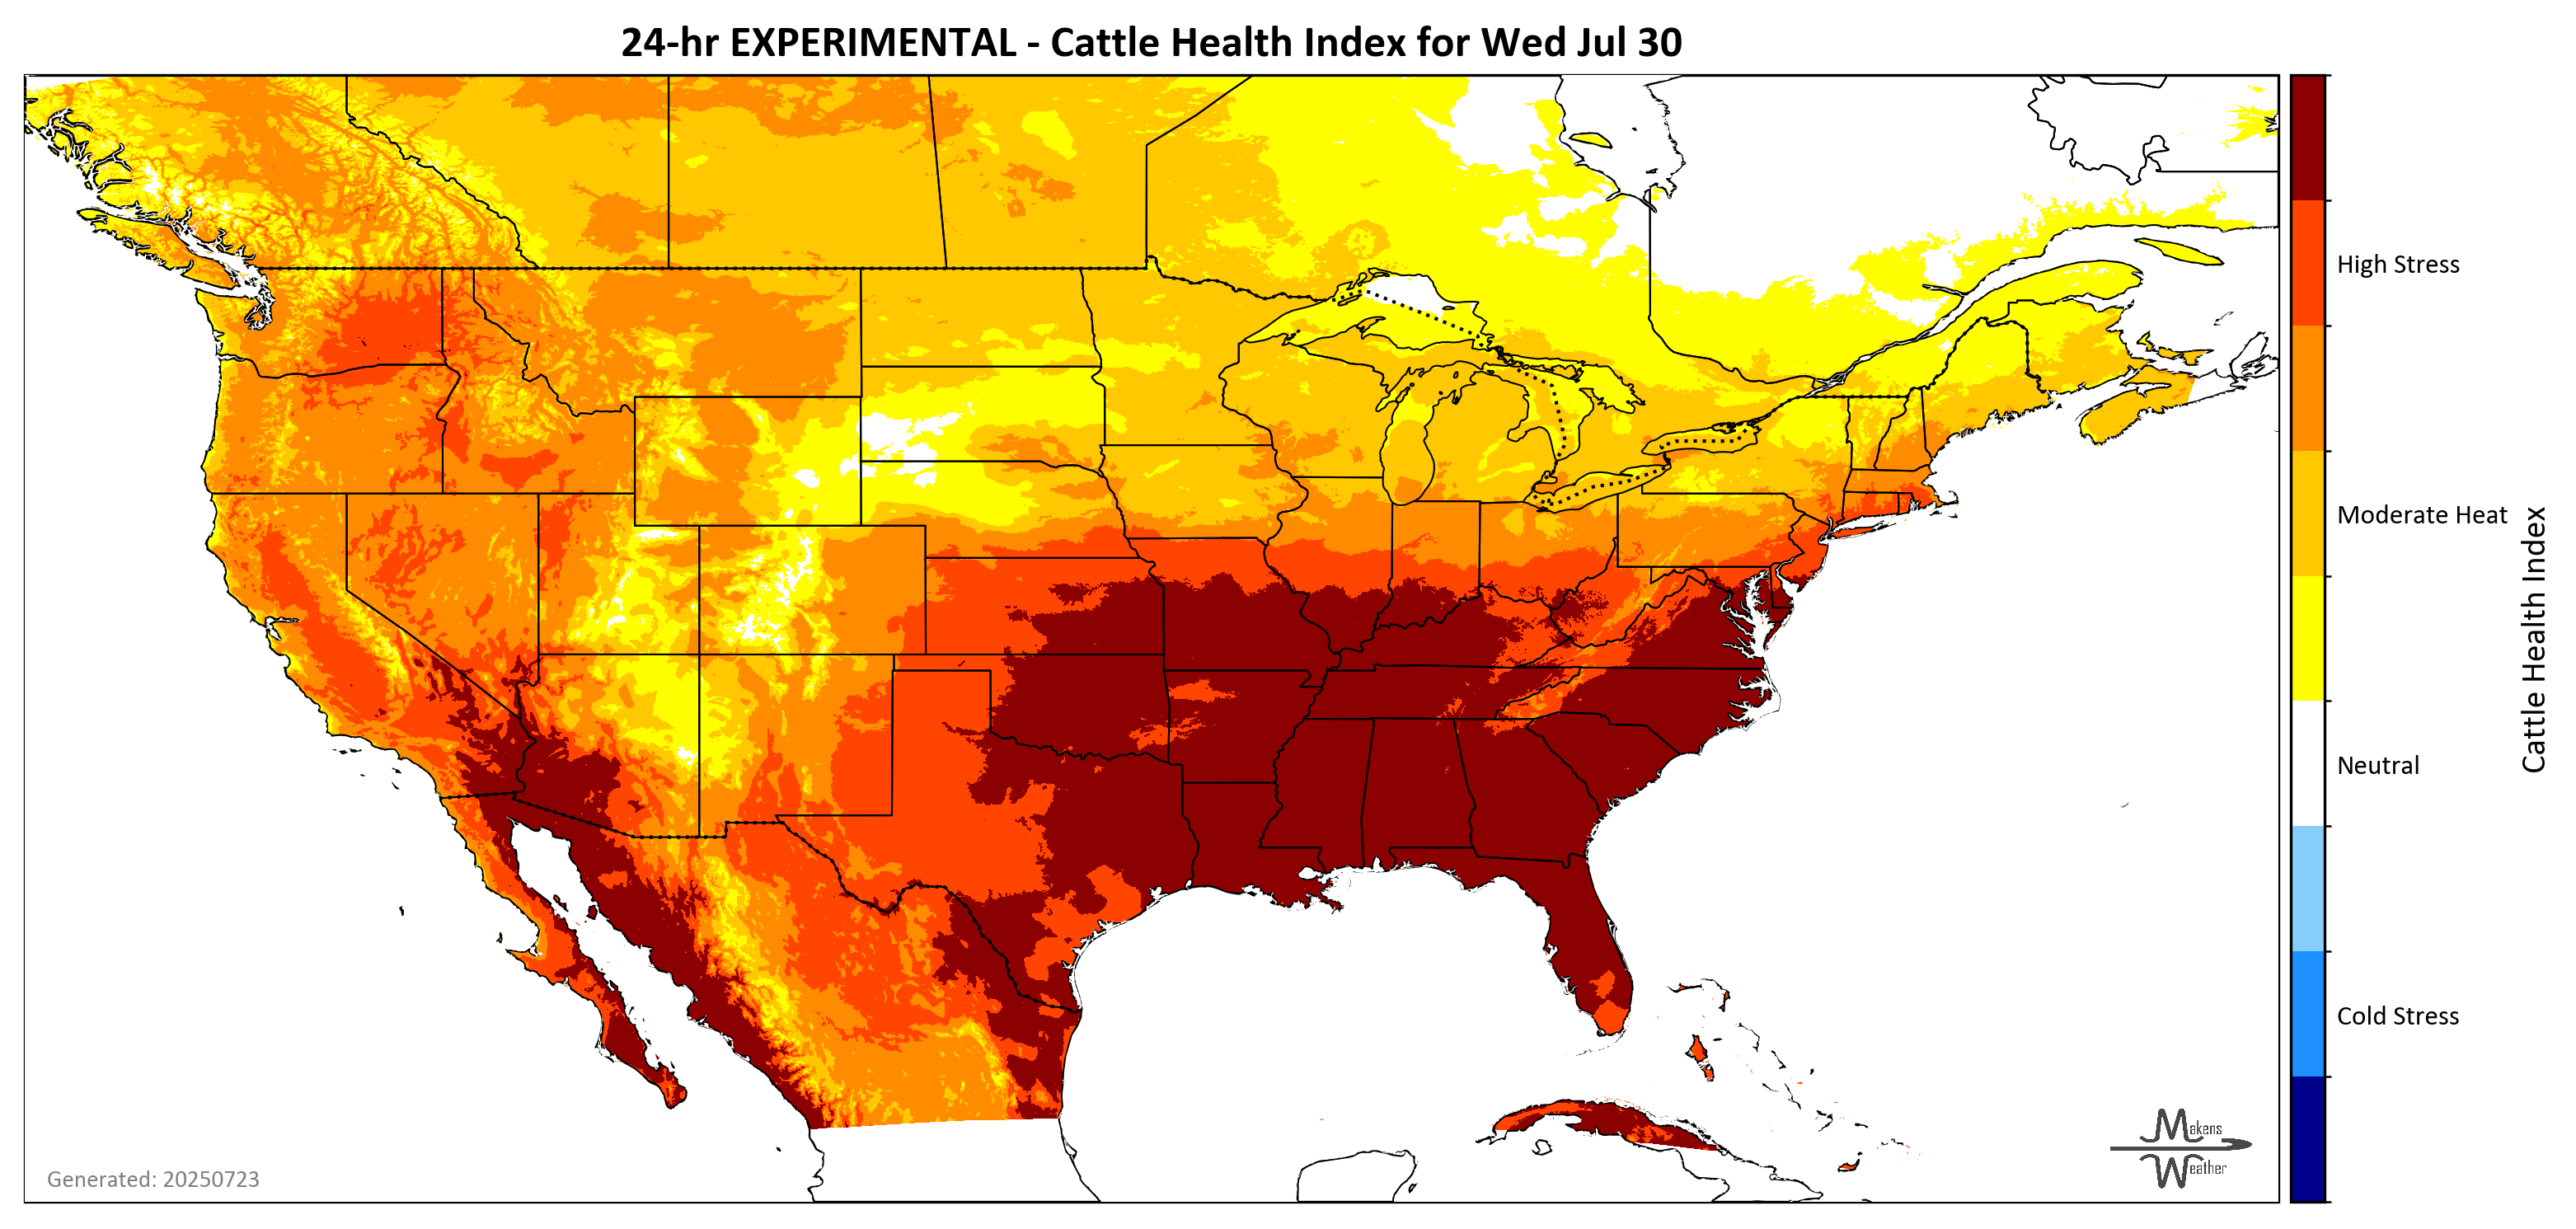 24-hr EXPERIMENTAL - Cattle Health Index for Wed Jul 30
High Stress
Moderate Heat
Neutral
Cold Stress
Cattle Health Index
Generated: 20250723
Makens
Weather